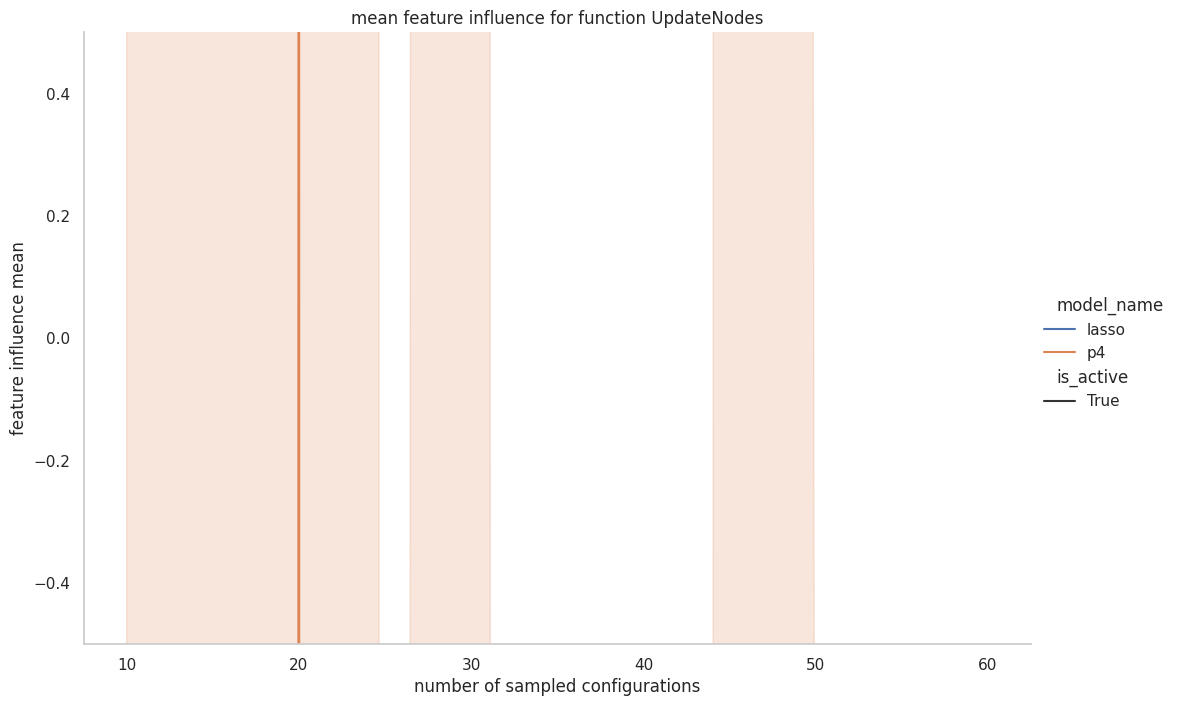 mean feature influence for function UpdateNodes
0.4
0.2
0.0
−0.2
−0.4
feature influence mean
10
20
30
40
50
60
number of sampled configurations
model_name
lasso
p4
is_active
True